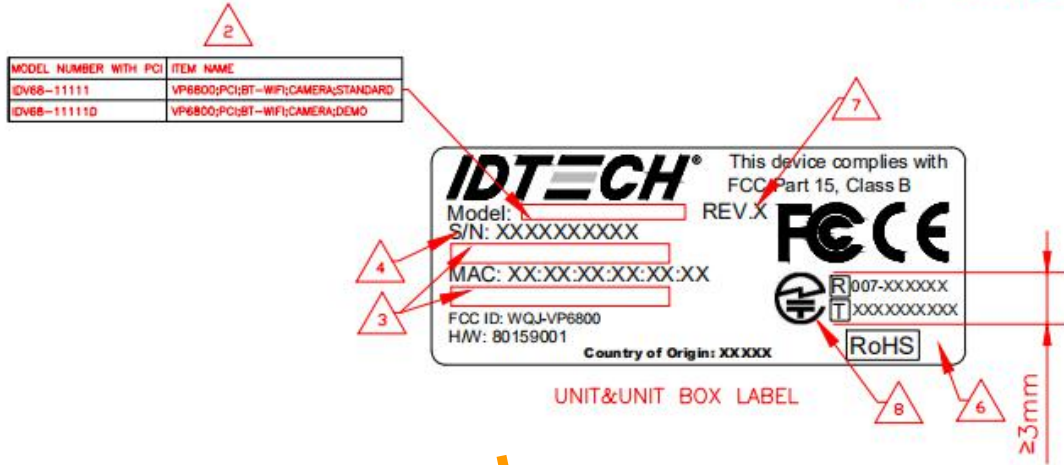 2
MODEL NUMBER WITH PCI ITEM NAME
IDV68-11111 VP6800;PCI;BT-WIFI;CAMERA;STANDARD
IDV68-11111D VP6800;PCI;BT-WIFI;CAMERA;DEMO
7
IDTECH® This device complies with
FCC Part 15, Class B
Model: REV.X
S/N: XXXXXXXXXX
FC CE
4
MAC: XX:XX:XX:XX:XX:XX
3
R 007-XXXXXX
T XXXXXXXXXX
FCC ID: WQJ-VP6800
H/W: 80159001
RoHS
Country of Origin: XXXXX
≥3mm
UNIT&UNIT BOX LABEL
8
6